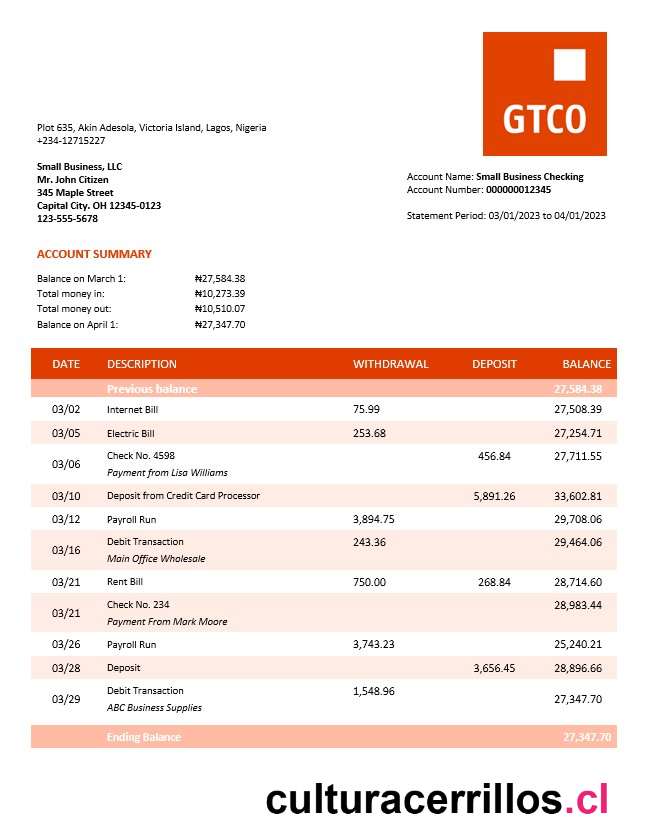 GTCO
Plot 635, Akin Adesola, Victoria Island, Lagos, Nigeria
+234-12715227
Small Business, LLC
Mr. John Citizen
345 Maple Street
Capital City. OH 12345-0123
123-555-5678
Account Name: Small Business Checking
Account Number: 000000012345
Statement Period: 03/01/2023 to 04/01/2023
ACCOUNT SUMMARY
Balance on March 1: ₦27,584.38
Total money in: ₦10,273.39
Total money out: ₦10,510.07
Balance on April 1: ₦27,347.70
DATE DESCRIPTION WITHDRAWAL DEPOSIT BALANCE
Previous balance 27,584.38
03/02 Internet Bill 75.99 27,508.39
03/05 Electric Bill 253.68 27,254.71
03/06 Check No. 4598 456.84 27,711.55
Payment from Lisa Williams
03/10 Deposit from Credit Card Processor 5,891.26 33,602.81
03/12 Payroll Run 3,894.75 29,708.06
03/16 Debit Transaction 243.36 29,464.06
Main Office Wholesale
03/21 Rent Bill 750.00 268.84 28,714.60
03/21 Check No. 234 28,983.44
Payment From Mark Moore
03/26 Payroll Run 3,743.23 25,240.21
03/28 Deposit 3,656.45 28,896.66
03/29 Debit Transaction 1,548.96 27,347.70
ABC Business Supplies
Ending Balance 27,347.70
culturacerrillos.cl